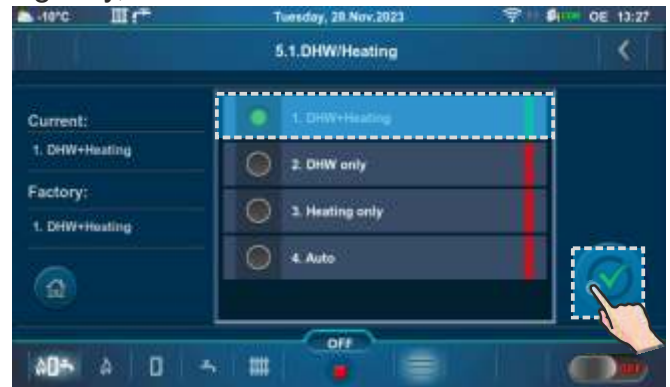 -10°C Tuesday, 28.Nov.2023 OE 13:27
5.1.DHW/Heating
Current:
1. DHW+Heating
Factory:
1. DHW+Heating
1. DHW+Heating
2. DHW only
3. Heating only
4. Auto
OFF
OFF